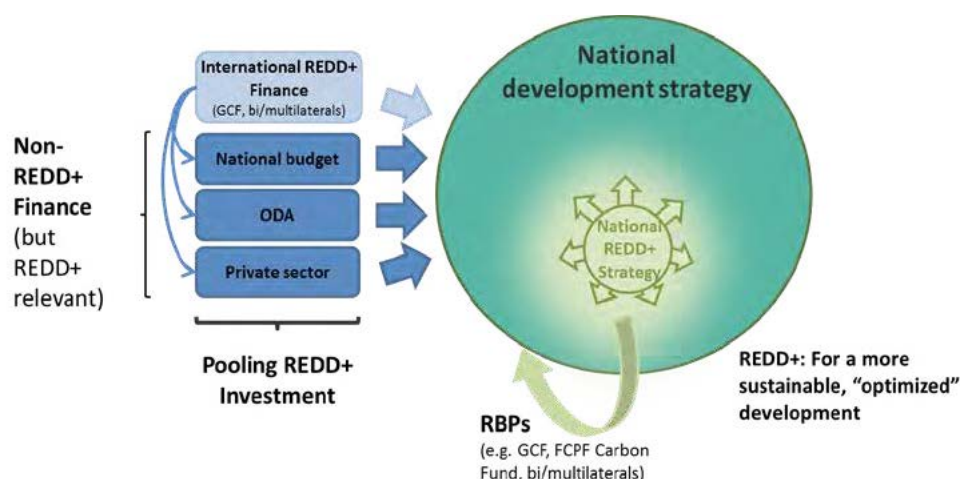 International REDD+
Finance
(GCF, bi/multilaterals)
Non-
REDD+
Finance
(but
REDD+
relevant)
National budget
ODA
Private sector
Pooling REDD+
Investment
National
development strategy
National
REDD+
Strategy
RBPs
(e.g. GCF, FCPF Carbon
Fund, bi/multilaterals)
REDD+: For a more
sustainable, “optimized”
development